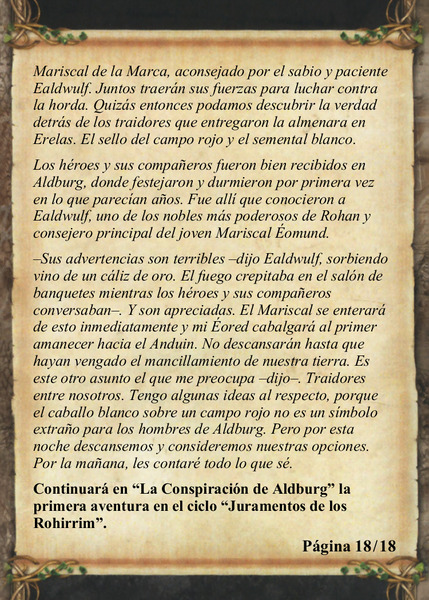 Mariscal de la Marca, aconsejado por el sabio y paciente
Ealdwulf. Juntos traerán sus fuerzas para luchar contra
la horda. Quizás entonces podamos descubrir la verdad
detrás de los traidores que entregaron la almenara en
Erelas. El sello del campo rojo y el semental blanco.
Los héroes y sus compañeros fueron bien recibidos en
Aldburg, donde festejaron y durmieron por primera vez
en lo que parecían años. Fue allí que conocieron a
Ealdwulf, uno de los nobles más poderosos de Rohan y
consejero principal del joven Mariscal Éomund.
–Sus advertencias son terribles –dijo Ealdwulf, sorbiendo
vino de un cáliz de oro. El fuego crepitaba en el salón de
banquetes mientras los héroes y sus compañeros
conversaban–. Y son apreciadas. El Mariscal se enterará
de esto inmediatamente y mi Éored cabalgará al primer
amanecer hacia el Anduin. No descansarán hasta que
hayan vengado el mancillamiento de nuestra tierra. Es
este otro asunto el que me preocupa –dijo–. Traidores
entre nosotros. Tengo algunas ideas al respecto, porque
el caballo blanco sobre un campo rojo no es un símbolo
extraño para los hombres de Aldburg. Pero por esta
noche descansemos y consideremos nuestras opciones.
Por la mañana, les contaré todo lo que sé.
Continuará en “La Conspiración de Aldburg” la
primera aventura en el ciclo “Juramentos de los
Rohirrim”.
Página 18/18